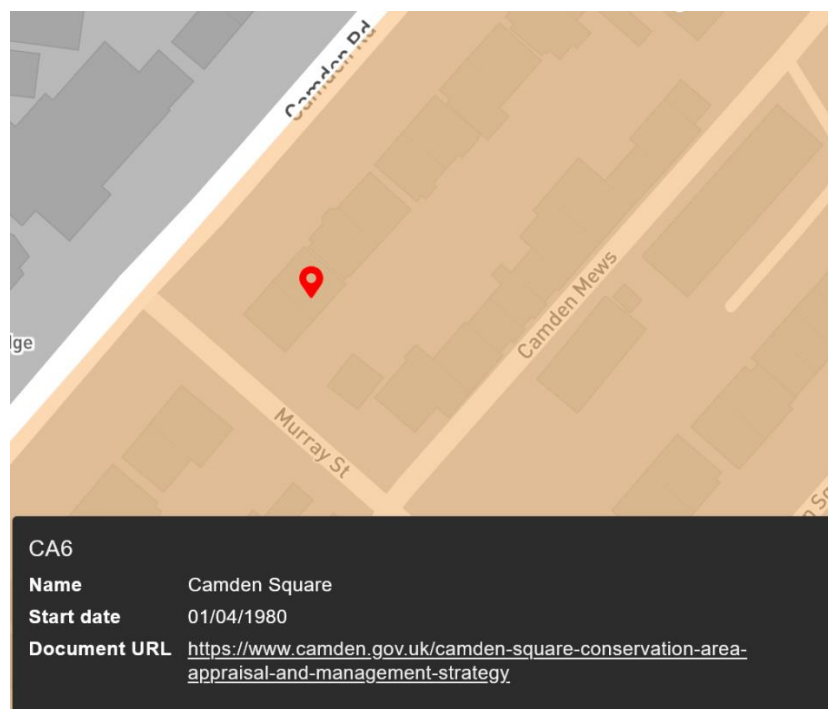 Camden Rd
lge
Camden Mews
Murray St
CA6
Name Camden Square
Start date 01/04/1980
Document URL https://www.camden.gov.uk/camden-square-conservation-area-
appraisal-and-management-strategy